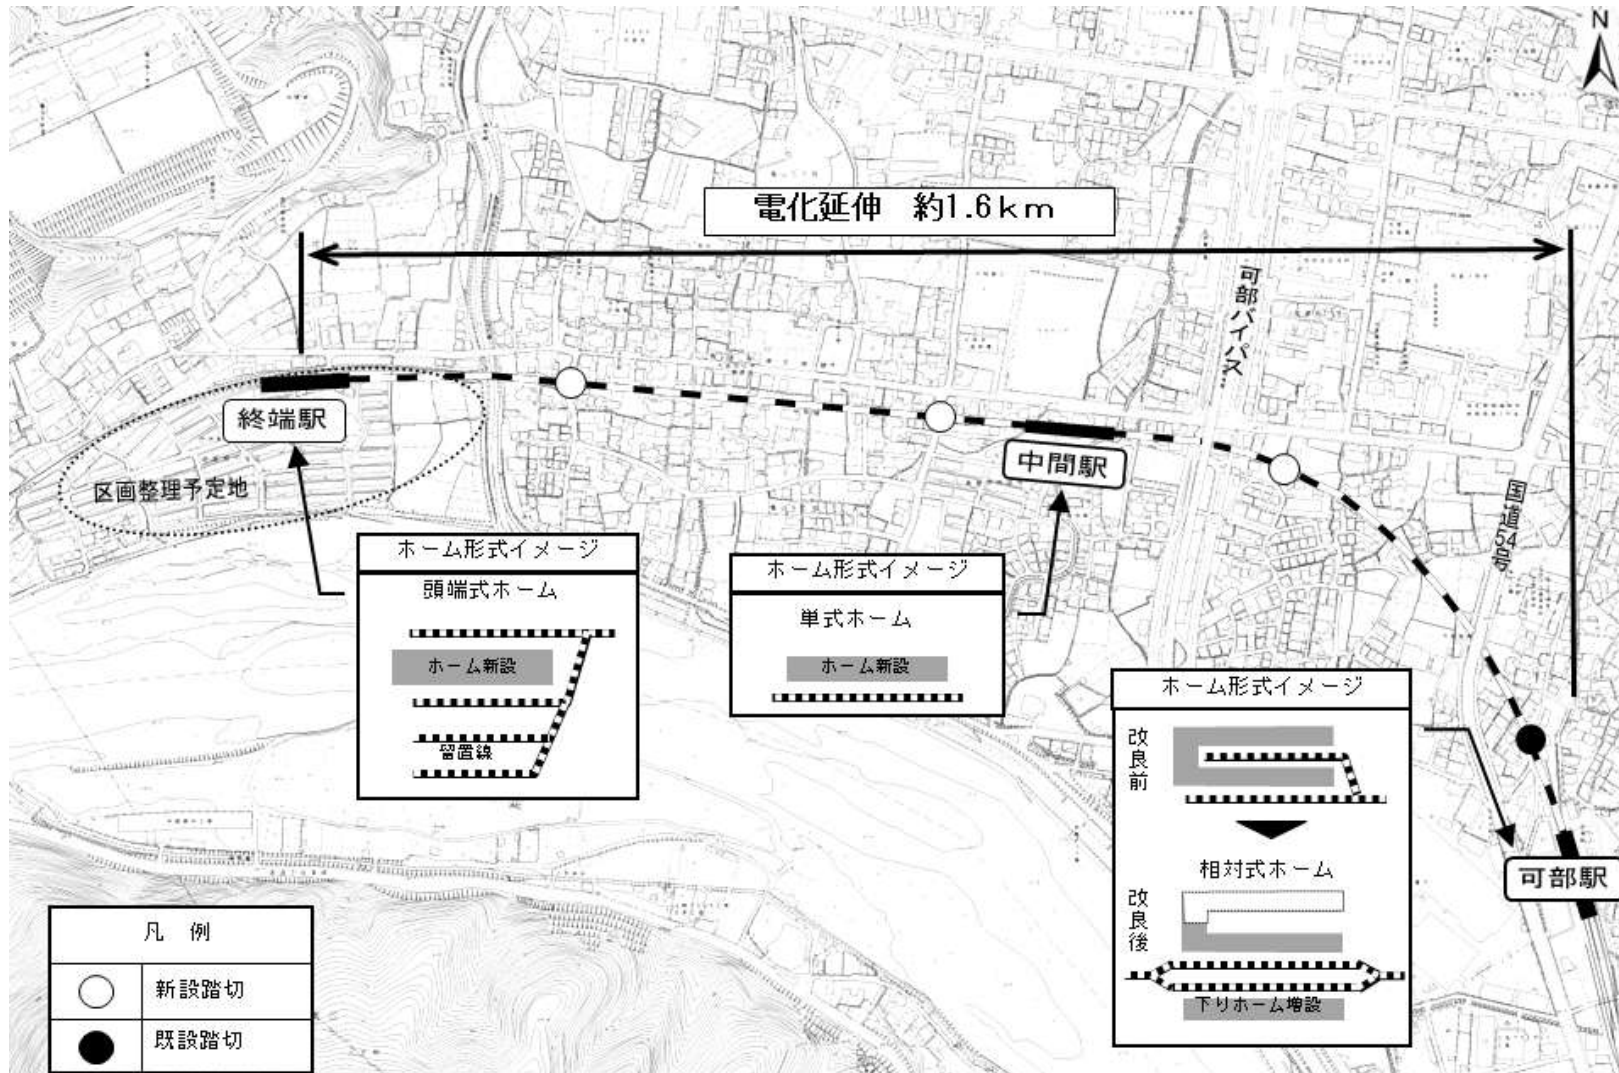 N
電化延伸　約1.6ｋｍ
可部バイパス
国道54号
終端駅
区画整理予定地
中間駅
可部駅
ホーム形式イメージ
頭端式ホーム
ホーム新設
留置線
ホーム形式イメージ
単式ホーム
ホーム新設
ホーム形式イメージ
改良前
相対式ホーム
改良後
下りホーム増設
凡　例
新設踏切
既設踏切